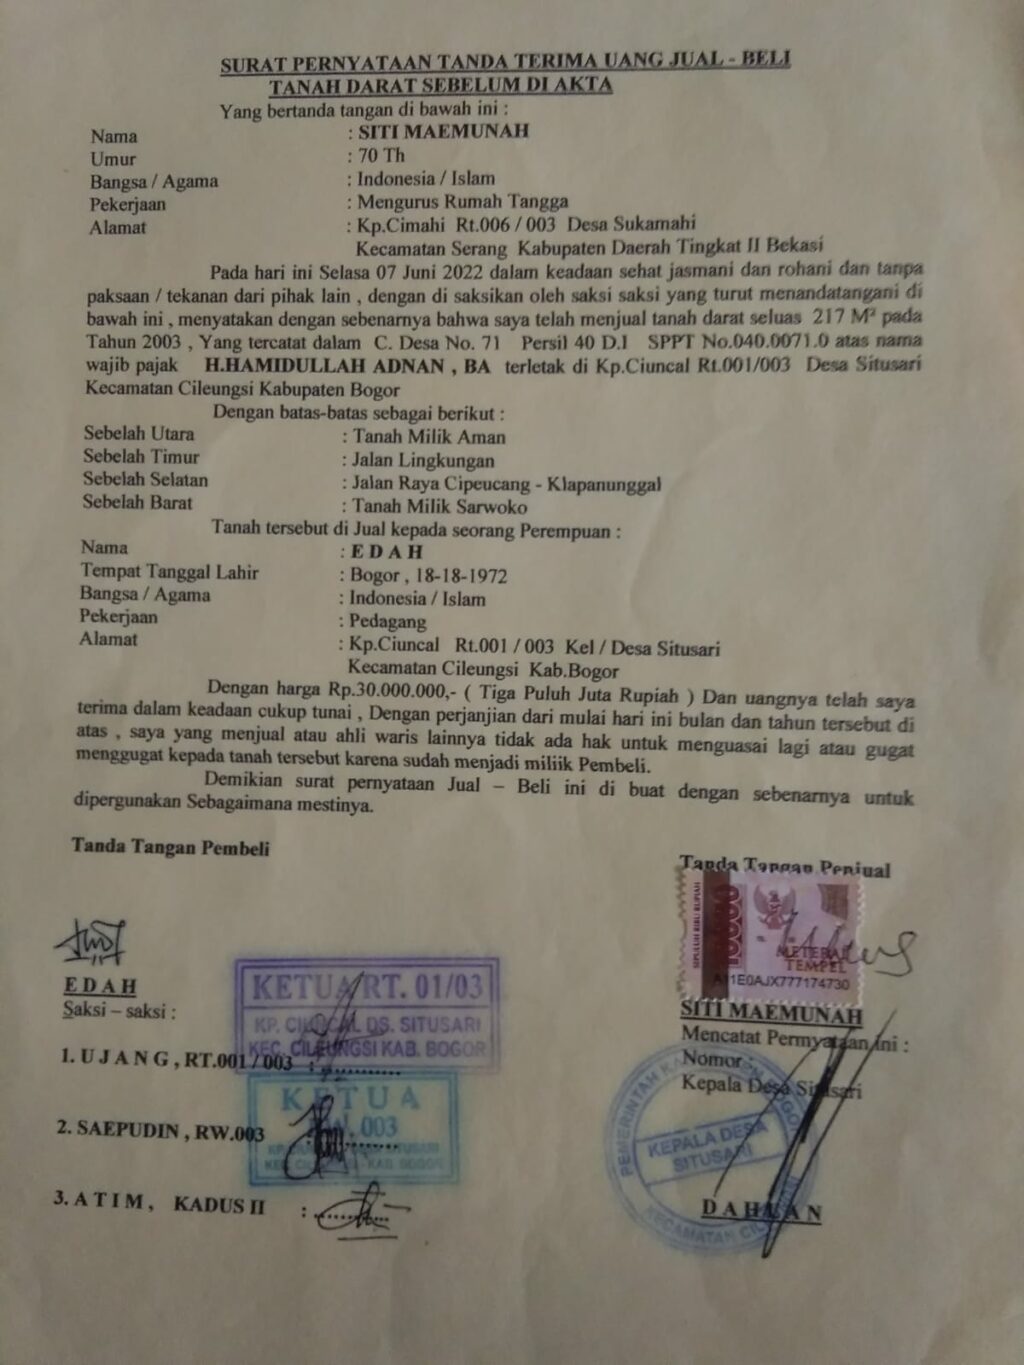 SURAT PERNYATAAN TANDA TERIMA UANG JUAL - BELI
TANAH DARAT SEBELUM DI AKTA
Yang bertanda tangan di bawah ini :
Nama : SITI MAEMUNAH
Umur : 70 Th
Bangsa / Agama : Indonesia / Islam
Pekerjaan : Mengurus Rumah Tangga
Alamat : Kp.Cimahi Rt.006 / 003 Desa Sukamahi
Kecamatan Serang Kabupaten Daerah Tingkat II Bekasi
Pada hari ini Selasa 07 Juni 2022 dalam keadaan sehat jasmani dan rohani dan tanpa
paksaan / tekanan dari pihak lain , dengan di saksikan oleh saksi saksi yang turut menandatangani di
bawah ini , menyatakan dengan sebenarnya bahwa saya telah menjual tanah darat seluas 217 M² pada
Tahun 2003 , Yang tercatat dalam C. Desa No. 71 Persil 40 D.I SPPT No.040.0071.0 atas nama
wajib pajak H.HAMIDULLAH ADNAN , BA terletak di Kp.Ciuncal Rt.001/003 Desa Situsari
Kecamatan Cileungsi Kabupaten Bogor
Dengan batas-batas sebagai berikut :
Sebelah Utara : Tanah Milik Aman
Sebelah Timur : Jalan Lingkungan
Sebelah Selatan : Jalan Raya Cipeucang - Klapanunggal
Sebelah Barat : Tanah Milik Sarwoko
Tanah tersebut di Jual kepada seorang Perempuan :
Nama : E D A H
Tempat Tanggal Lahir : Bogor , 18-18-1972
Bangsa / Agama : Indonesia / Islam
Pekerjaan : Pedagang
Alamat : Kp.Ciuncal Rt.001 / 003 Kel / Desa Situsari
Kecamatan Cileungsi Kab.Bogor
Dengan harga Rp.30.000.000,- ( Tiga Puluh Juta Rupiah ) Dan uangnya telah saya
terima dalam keadaan cukup tunai , Dengan perjanjian dari mulai hari ini bulan dan tahun tersebut di
atas , saya yang menjual atau ahli waris lainnya tidak ada hak untuk menguasai lagi atau gugat
menggugat kepada tanah tersebut karena sudah menjadi miliik Pembeli.
Demikian surat pernyataan Jual – Beli ini di buat dengan sebenarnya untuk
dipergunakan Sebagaimana mestinya.
Tanda Tangan Pembeli
Tanda Tangan Penjual
SEPULUH RIBU RUPIAH
10000
METERAI
TEMPEL
A11E0AJX777174730
E D A H
SITI MAEMUNAH
Saksi – saksi :
Mencatat Permyataan ini :
Nomor :
Kepala Desa Situsari
KETUA RT. 01/03
KP. CIUNCAL DS. SITUSARI
KEC. CILEUNGSI KAB. BOGOR
1. U J A N G , RT.001 / 003 :
KETUA
RW.003
2. SAEPUDIN , RW.003
KAB BOGOR
KEPALA DESA
SITUSARI
3. A T I M , KADUS II :
D A H L A N